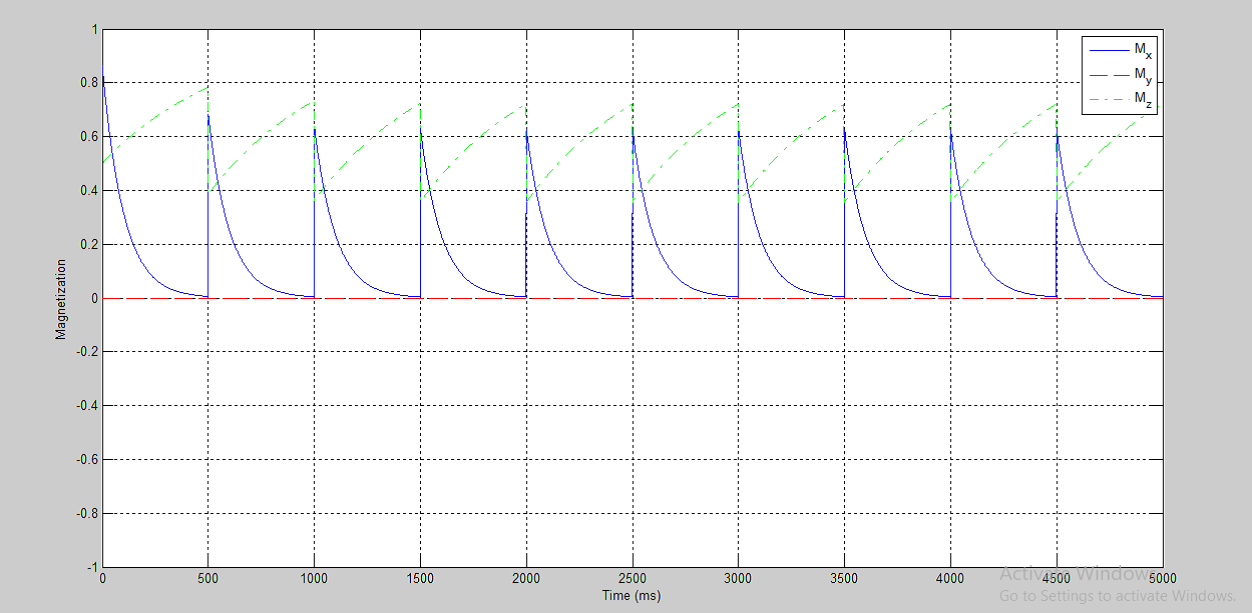 1
0.8
0.6
0.4
0.2
0
-0.2
-0.4
-0.6
-0.8
-1
Magnetization
0 500 1000 1500 2000 2500 3000 3500 4000 4500 5000
Time (ms)
Mx
My
Mz
Activate Windows
Go to Settings to activate Windows.